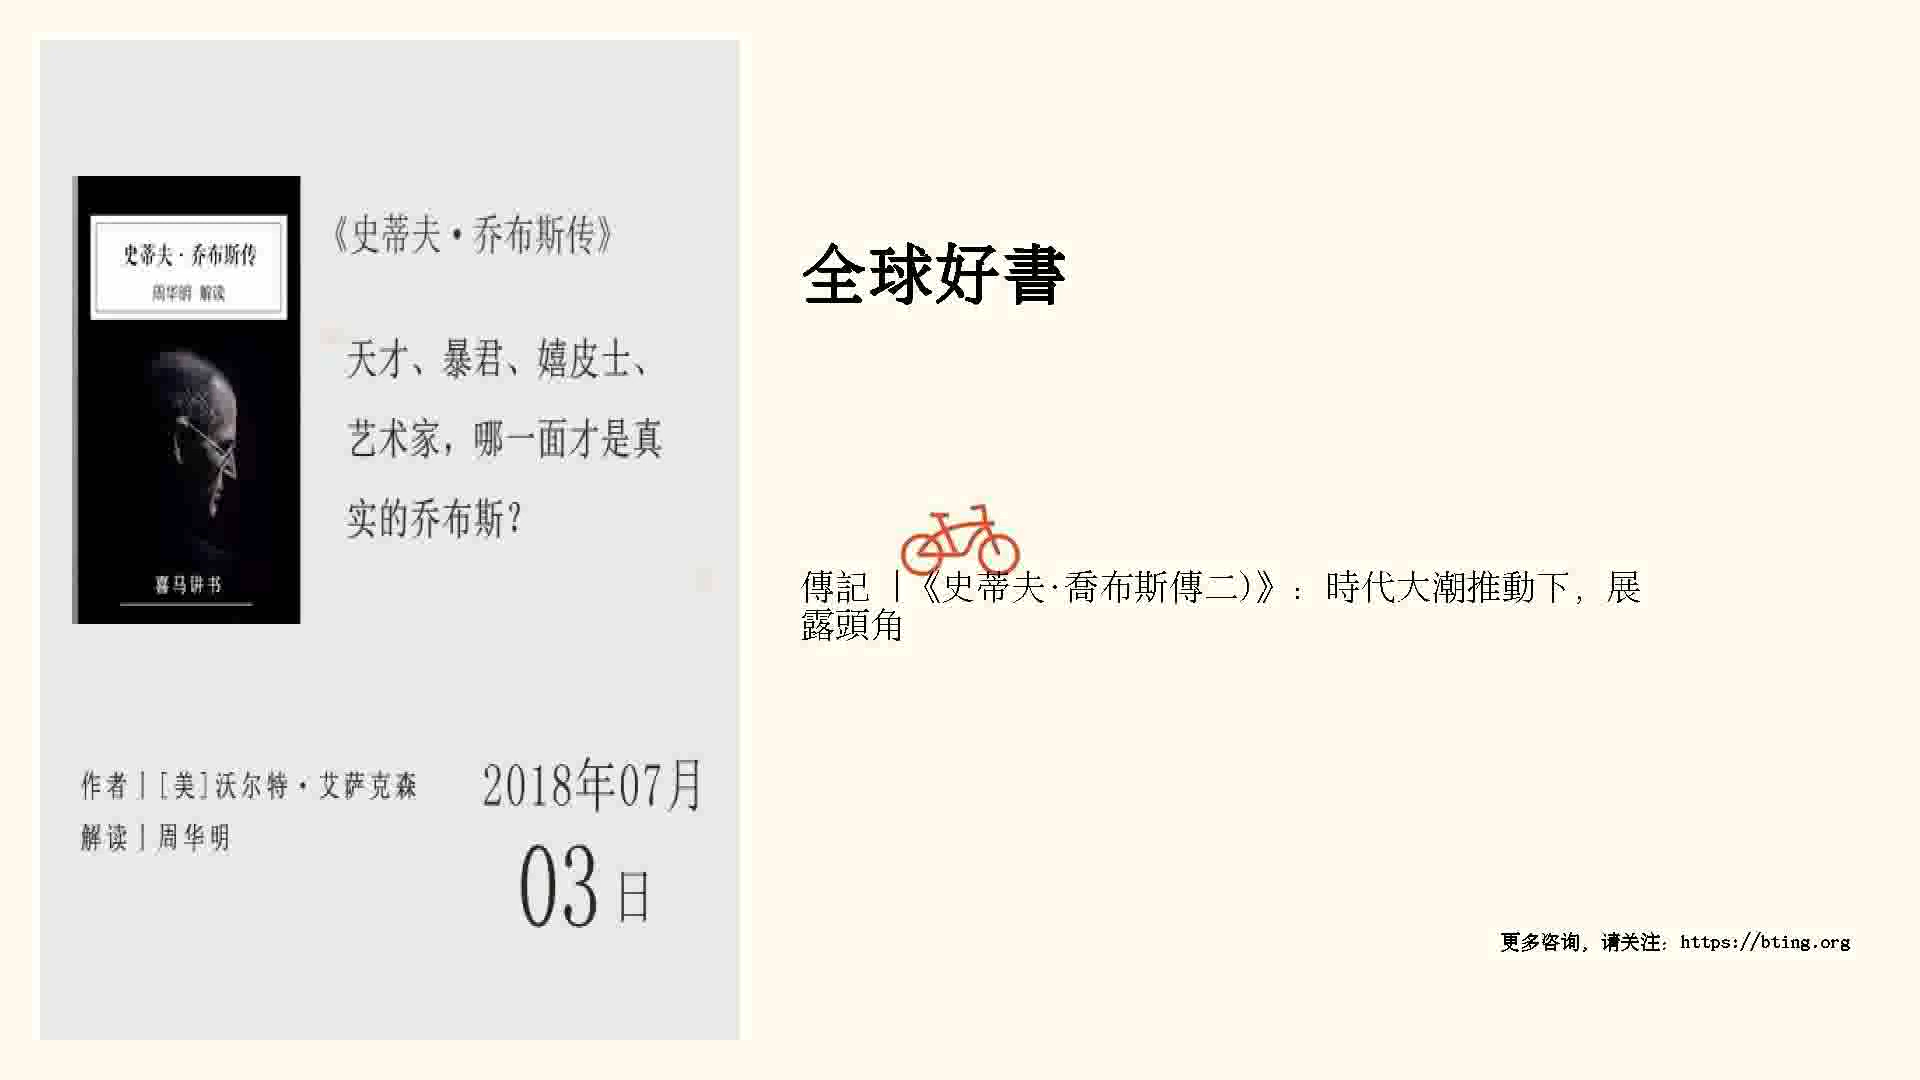 史蒂夫·乔布斯传
周华明 解读
喜马讲书
《史蒂夫·乔布斯传》
天才、暴君、嬉皮士、
艺术家，哪一面才是真
实的乔布斯？
作者丨[美]沃尔特·艾萨克森
解读丨周华明
2018年07月
03日
全球好書
傳記 |《史蒂夫·喬布斯傳二)》：時代大潮推動下，展
露頭角
更多咨询，请关注：https://bting.org